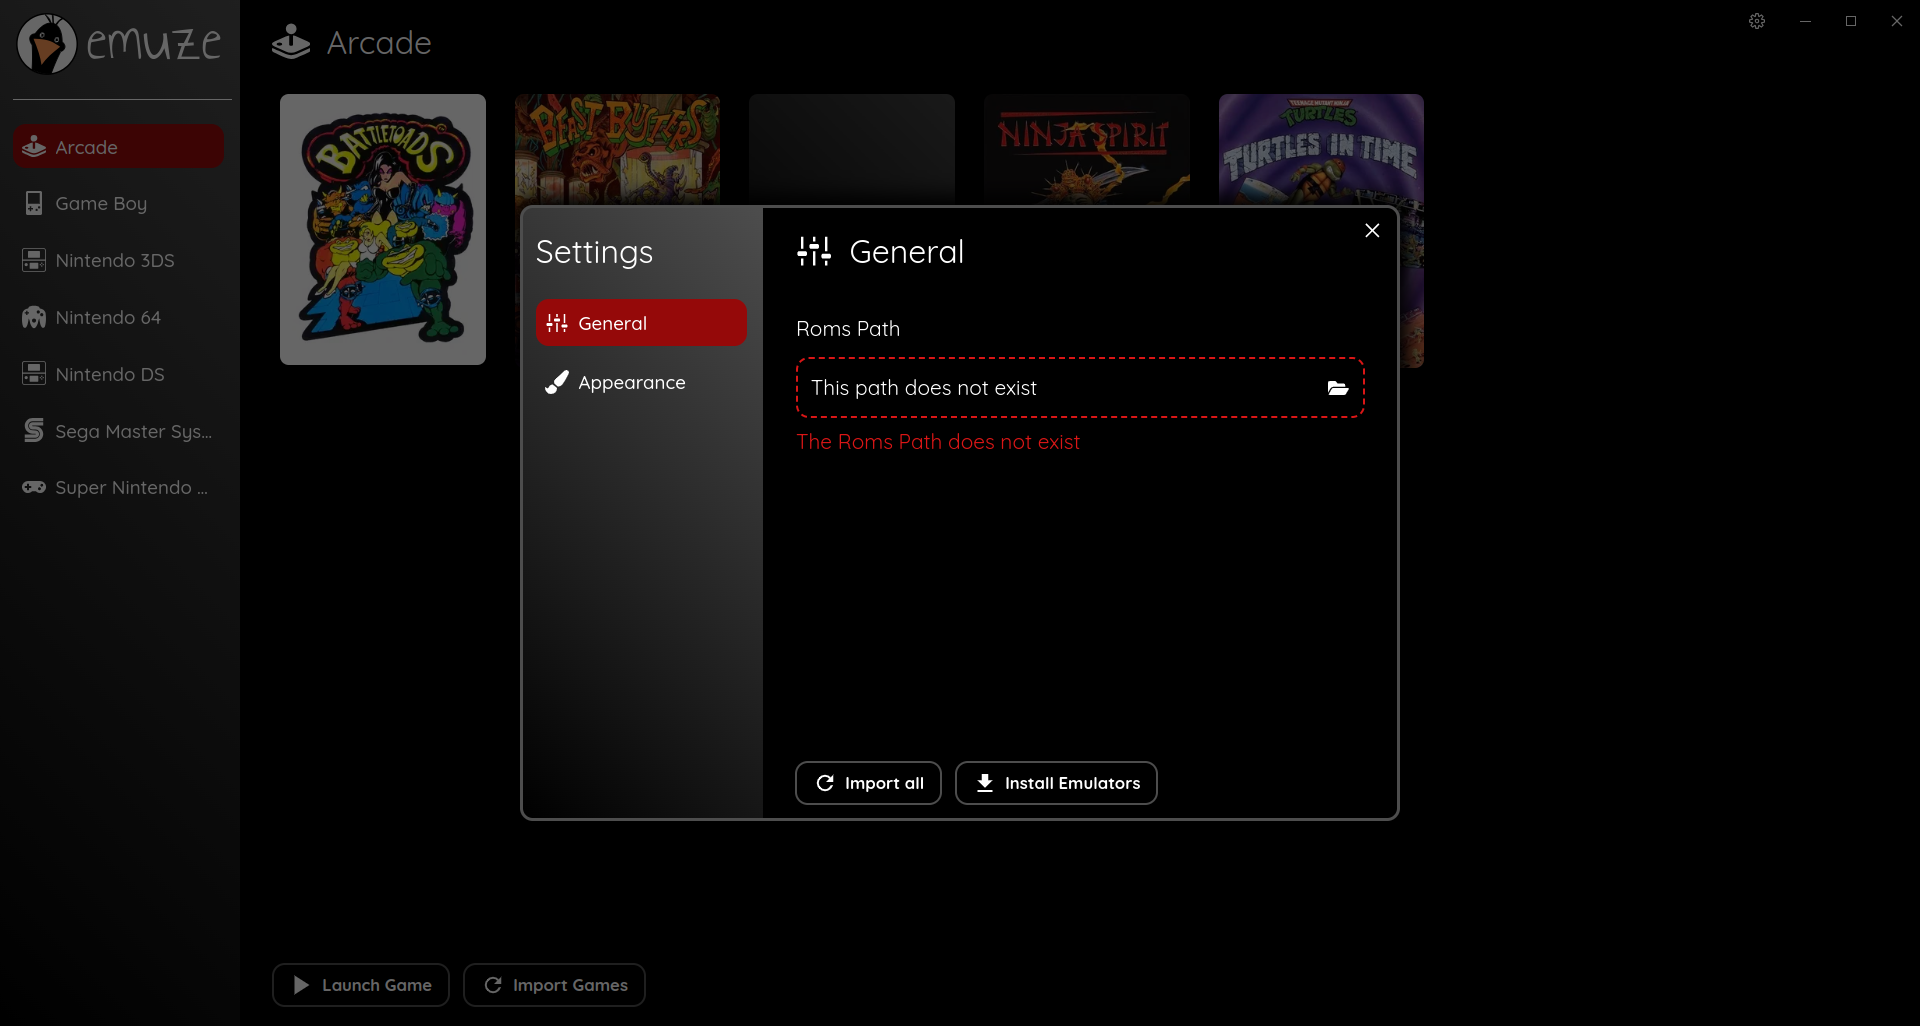 emuze
Arcade
Game Boy
Nintendo 3DS
Nintendo 64
Nintendo DS
Sega Master Sys...
Super Nintendo ...
Arcade
BATTLETOADS
BEAST BUSTERS
NINJA SPIRIT
TEENAGE MUTANT NINJA
TURTLES
TURTLES IN TIME
Settings
General
Appearance
General
Roms Path
This path does not exist
The Roms Path does not exist
Import all
Install Emulators
Launch Game
Import Games